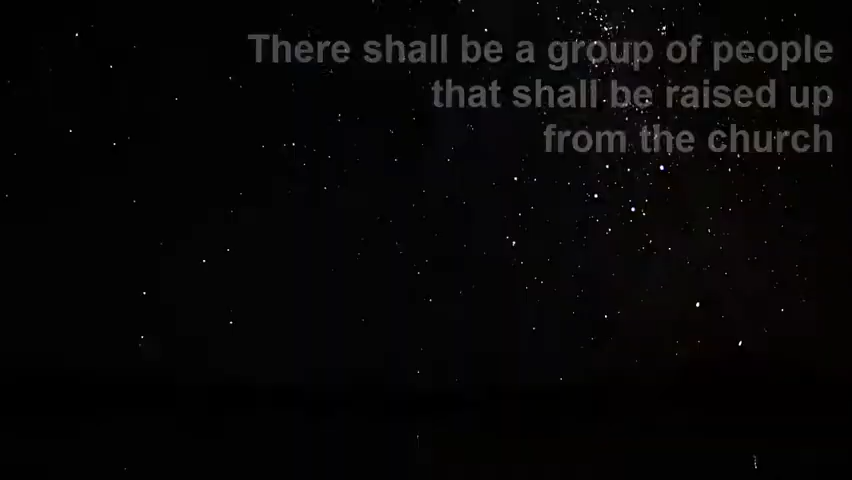 There shall be a group of people
that shall be raised up
from the church